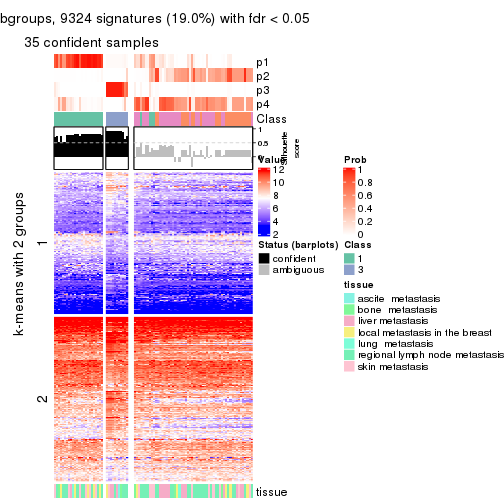 bgroups, 9324 signatures (19.0%) with fdr < 0.05
35 confident samples
p1
p2
p3
p4
Class
1
0.5
0
Silhouette
score
k-means with 2 groups
1
2
Value
12
10
8
6
4
2
Prob
1
0.8
0.6
0.4
0.2
0
Status (barplots)
confident
ambiguous
Class
1
3
tissue
ascite metastasis
bone metastasis
liver metastasis
local metastasis in the breast
lung metastasis
regional lymph node metastasis
skin metastasis
tissue